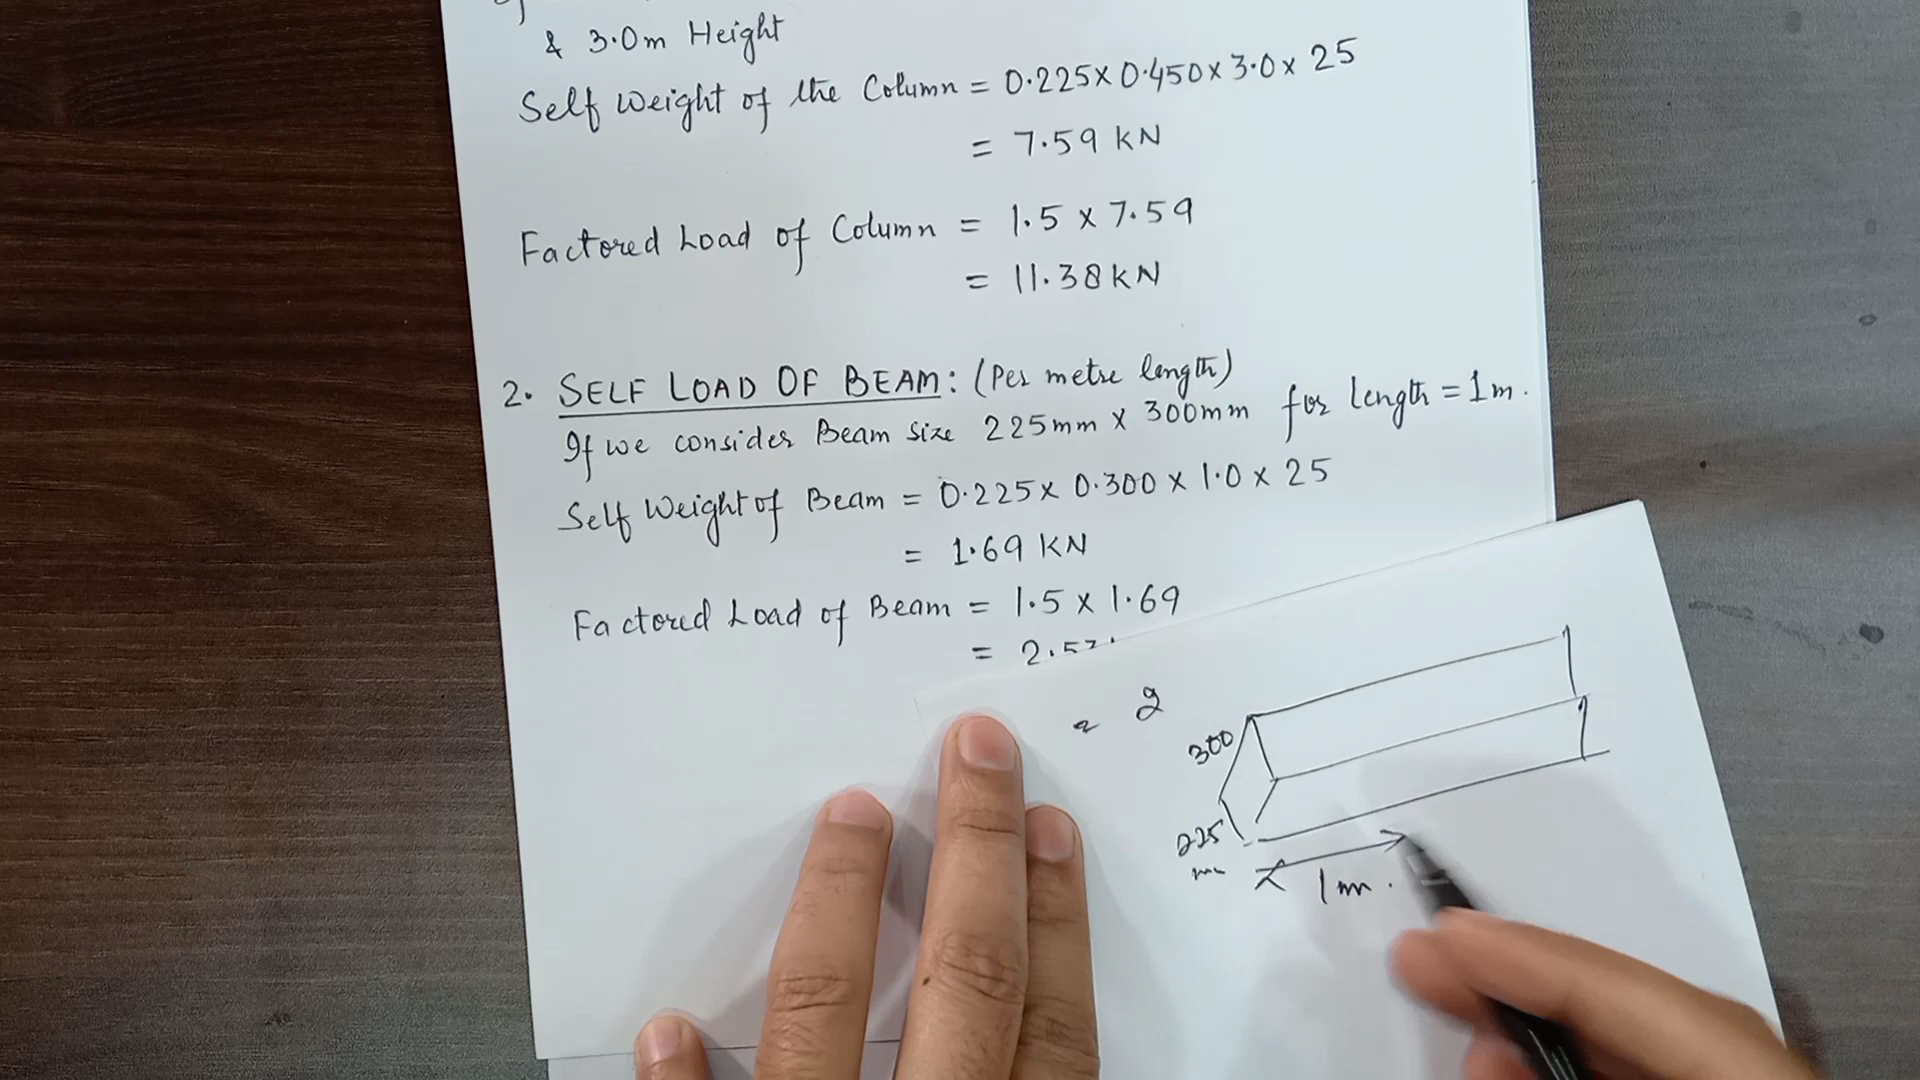 & 3.0m Height
Self Weight of the Column = 0.225 x 0.450 x 3.0 x 25
= 7.59 kN
Factored Load of Column = 1.5 x 7.59
= 11.38 kN
2. SELF LOAD OF BEAM: (Per metre length)
If we consider Beam size 225mm x 300mm for length = 1m.
Self Weight of Beam = 0.225 x 0.300 x 1.0 x 25
= 1.69 KN
Factored Load of Beam = 1.5 x 1.69
= 2.5
= 2
300
225
1m.